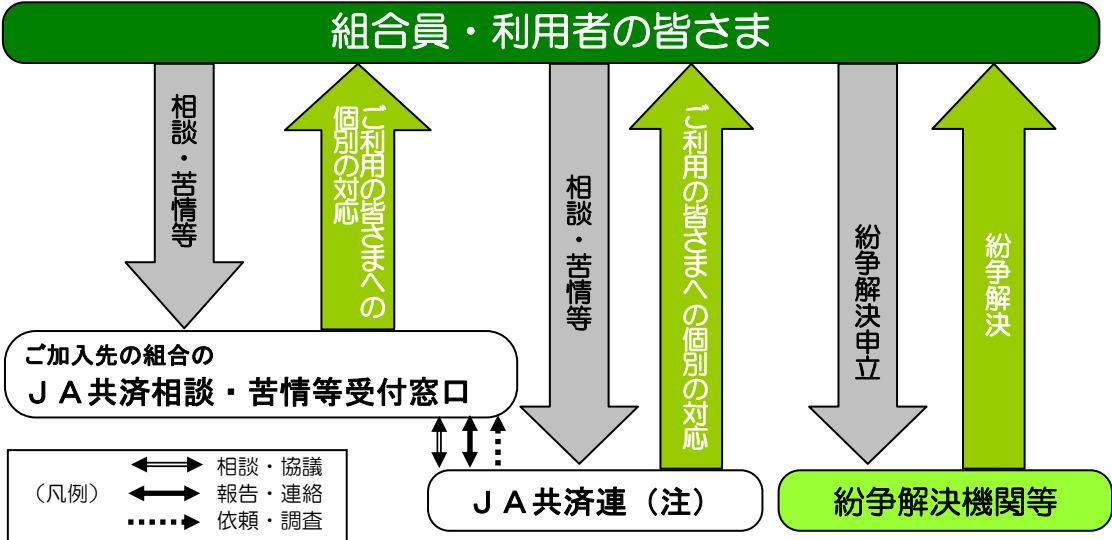 組合員・利用者の皆さま
相談・苦情等
ご利用の皆さまへの
個別の対応
相談・苦情等
ご利用の皆さまへの個別の対応
紛争解決申立
紛争解決
ご加入先の組合の
ＪＡ共済相談・苦情等受付窓口
（凡例）
相談・協議
報告・連絡
依頼・調査
ＪＡ共済連（注）
紛争解決機関等